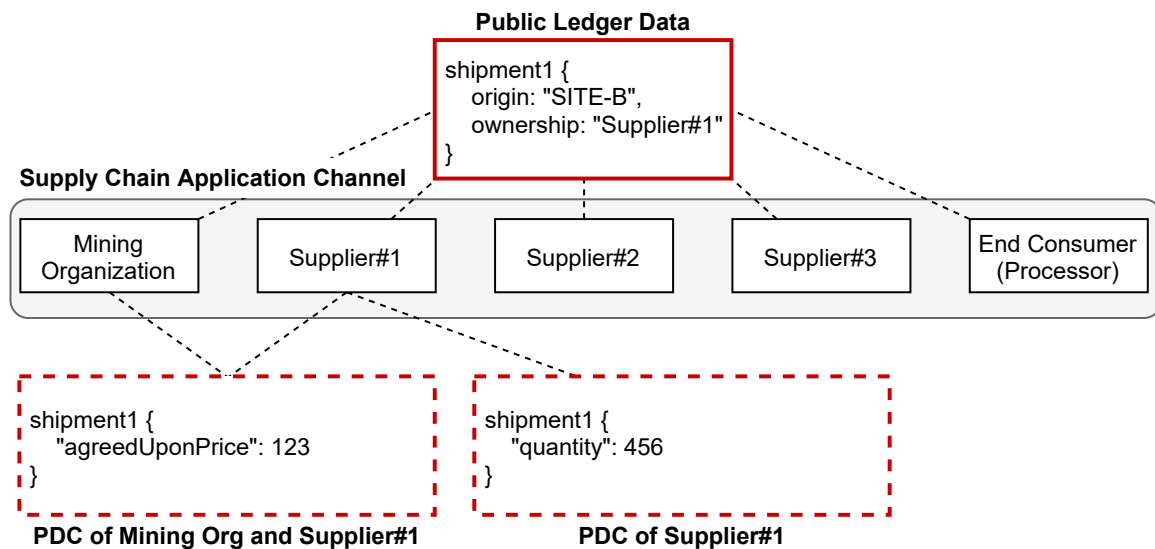 Public Ledger Data
shipment1 {
origin: "SITE-B",
ownership: "Supplier#1"
}
Supply Chain Application Channel
Mining
Organization
Supplier#1
Supplier#2
Supplier#3
End Consumer
(Processor)
shipment1 {
"agreedUponPrice": 123
}
PDC of Mining Org and Supplier#1
shipment1 {
"quantity": 456
}
PDC of Supplier#1